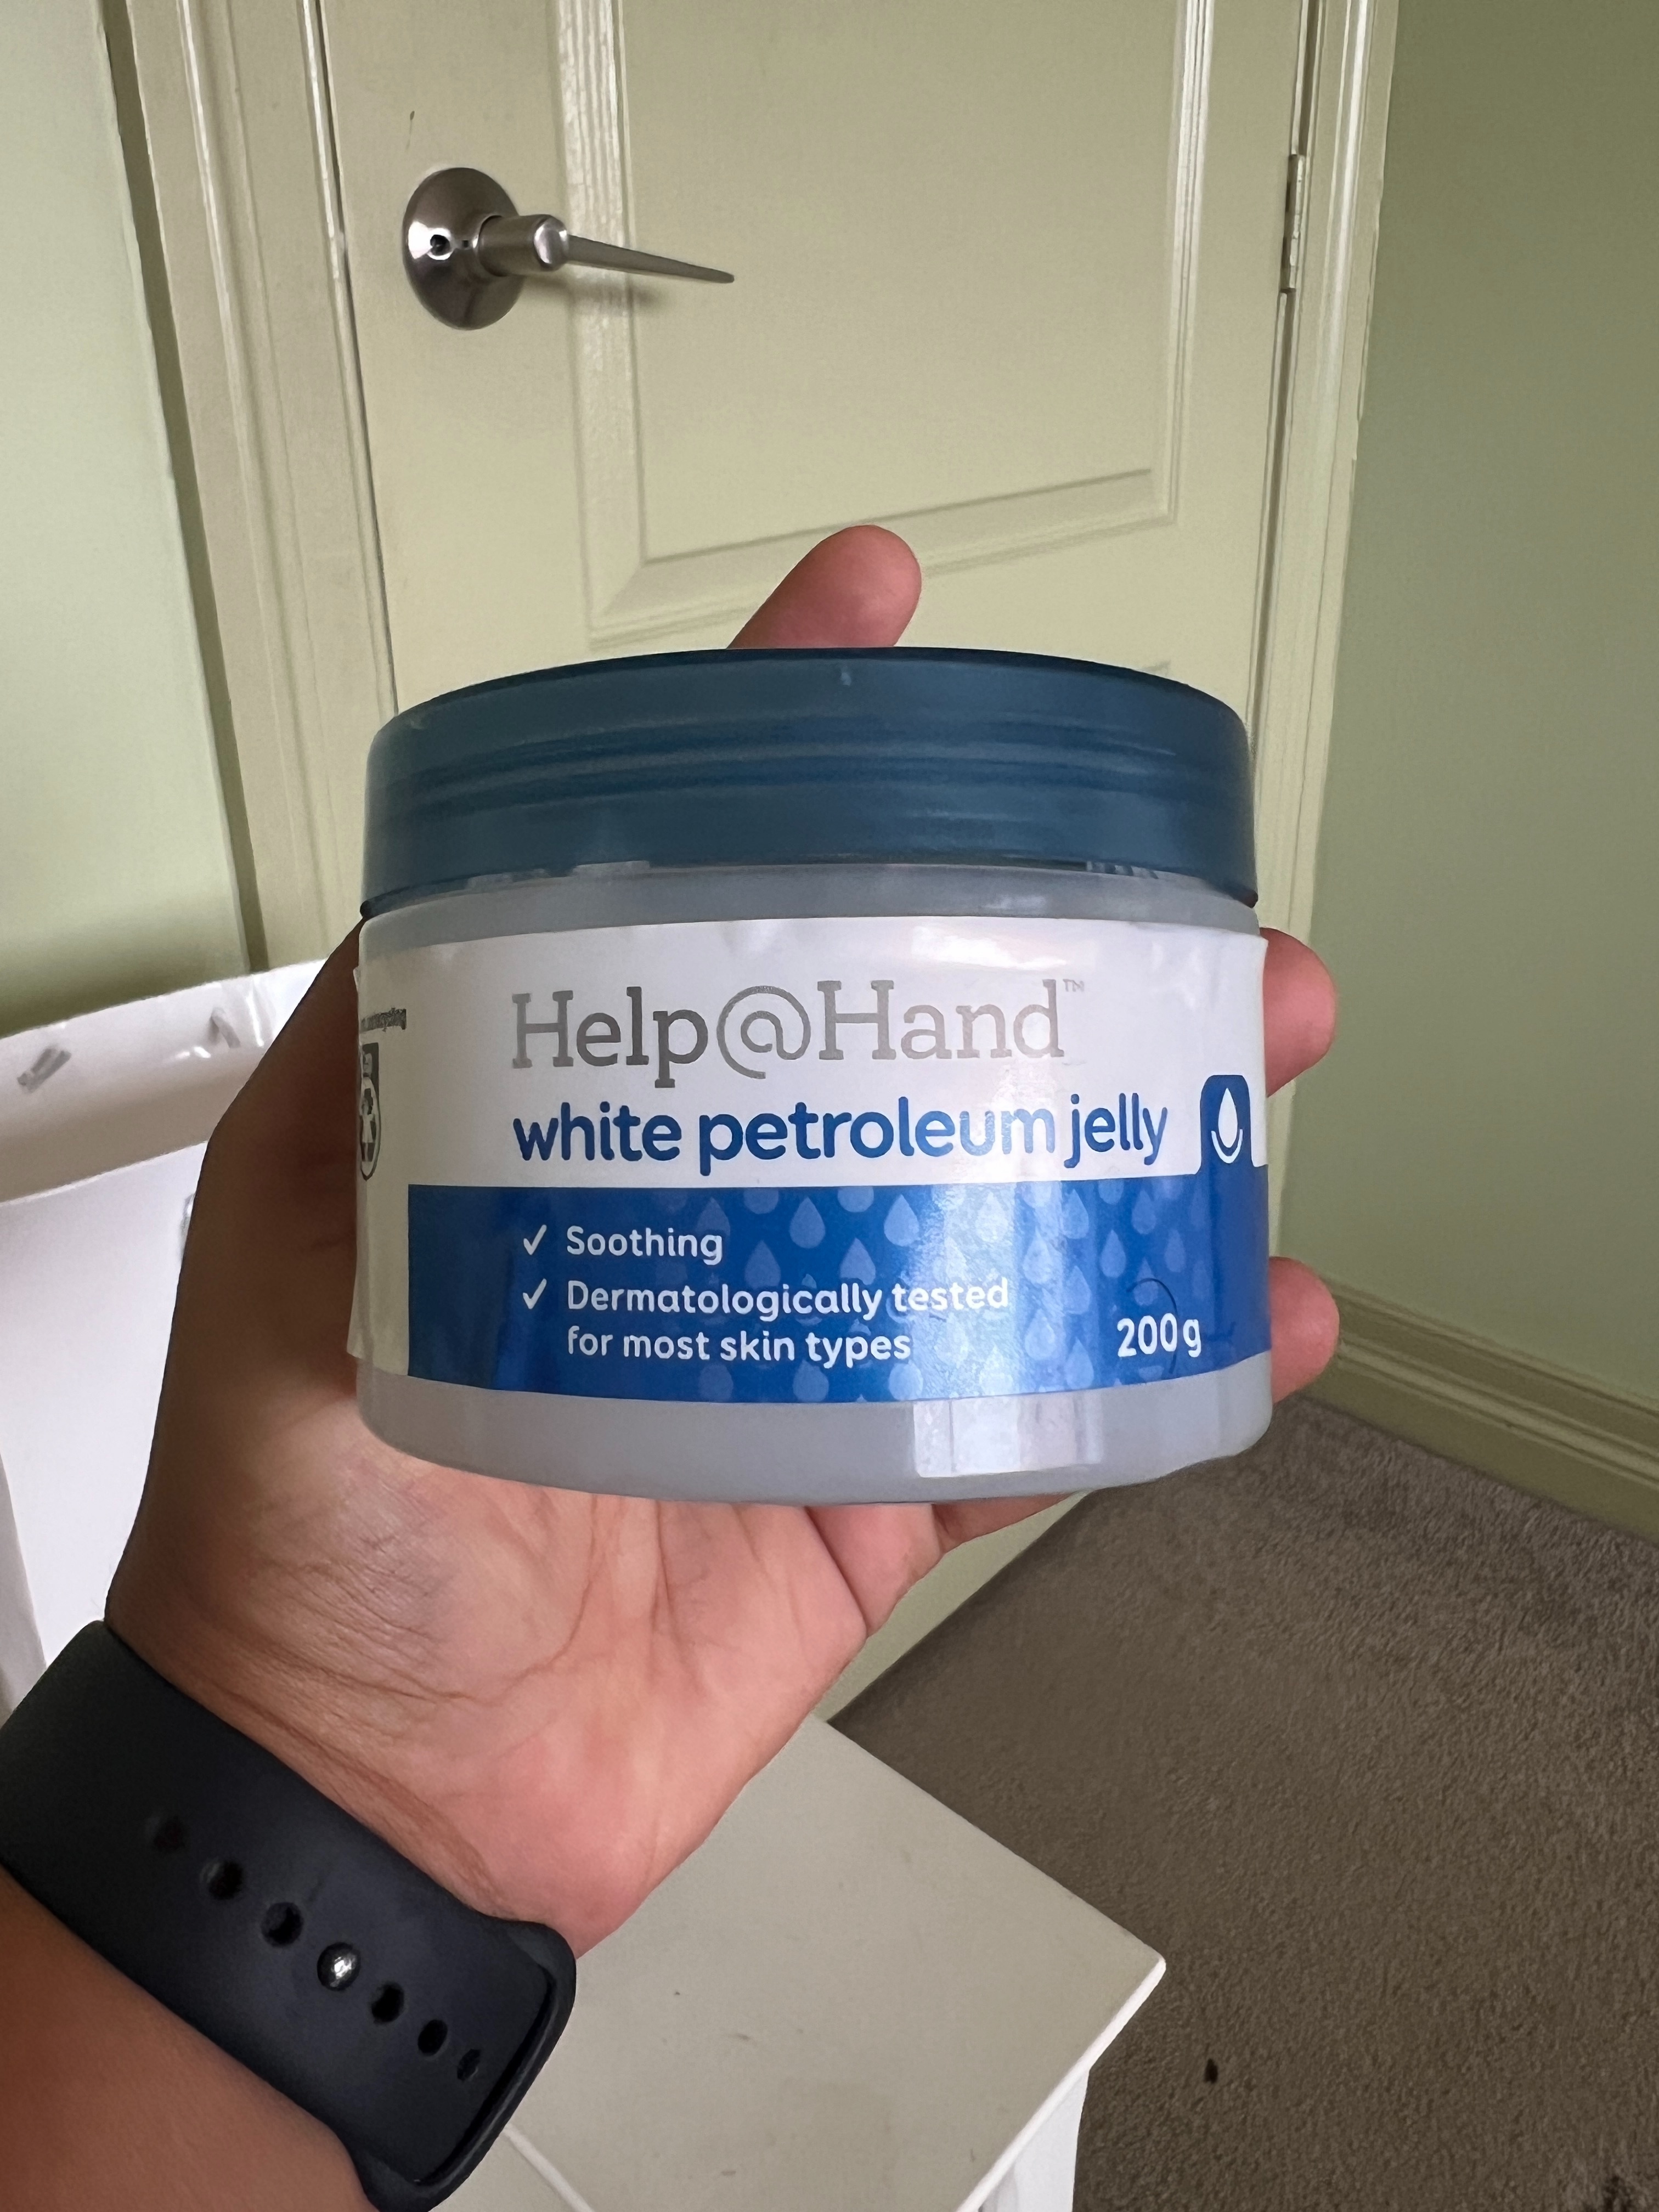 Help@Hand™
white petroleum jelly
✓ Soothing
✓ Dermatologically tested
for most skin types
200g